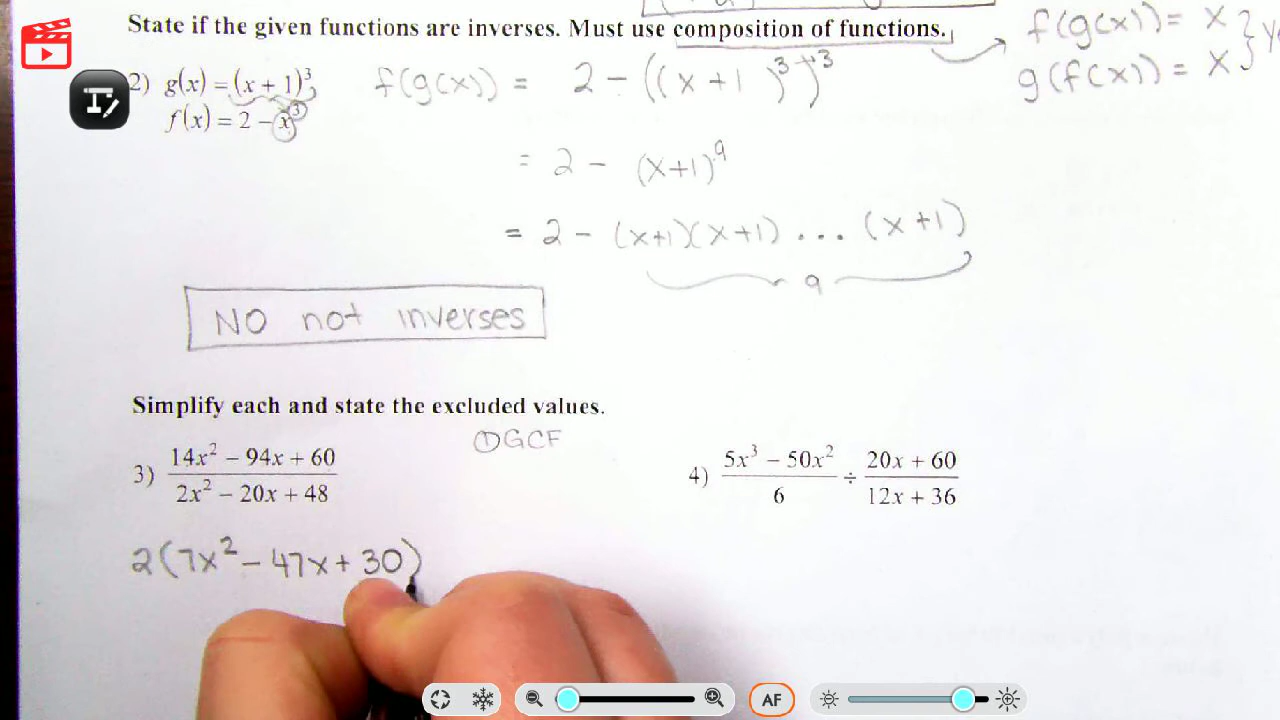 State if the given functions are inverses. Must use composition of functions.
f(g(x)) = x
g(f(x)) = x
2) g(x) = (x + 1)³
f(x) = 2 − x³
f(g(x)) = 2 − ((x + 1)³)³
= 2 − (x+1)⁹
= 2 − (x+1)(x+1) ... (x+1)
9
NO not inverses
Simplify each and state the excluded values.
① GCF
3) (14x² − 94x + 60)/(2x² − 20x + 48)
4) (5x³ − 50x²)/6 ÷ (20x + 60)/(12x + 36)
2(7x² − 47x + 30)
AF